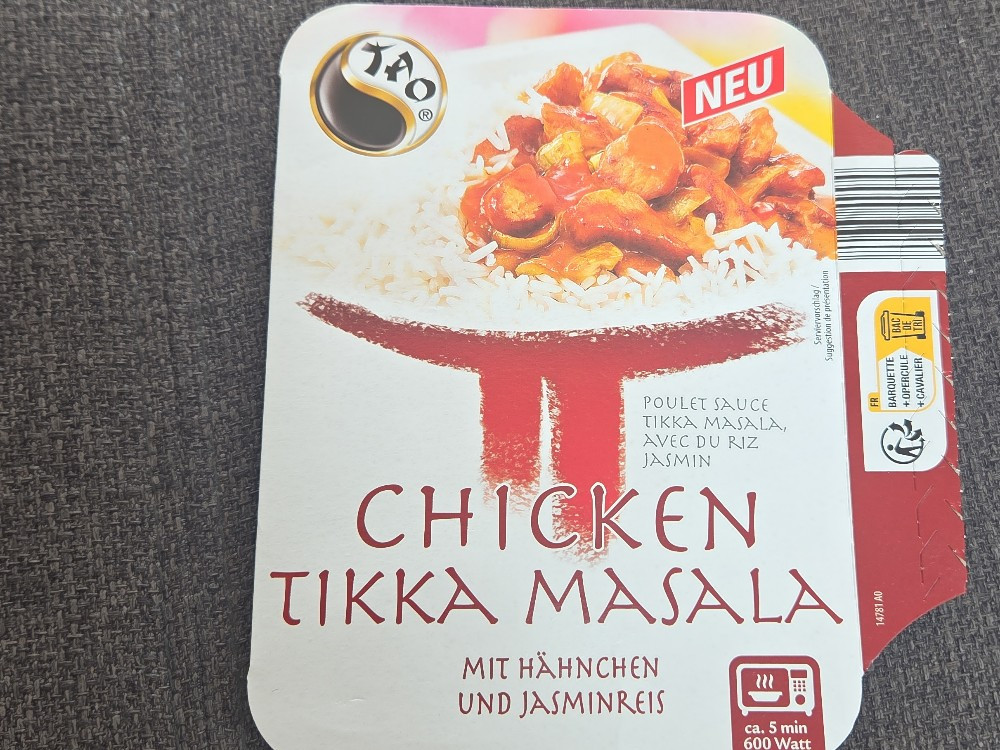 TAO
®
NEU
Serviervorschlag /
Suggestion de présentation
POULET SAUCE
TIKKA MASALA,
AVEC DU RIZ
JASMIN
CHICKEN
TIKKA MASALA
MIT HÄHNCHEN
UND JASMINREIS
ca. 5 min
600 Watt
FR
BARQUETTE
+ OPERCULE
+ CAVALIER
BAC
DE
TRI
14781 A0